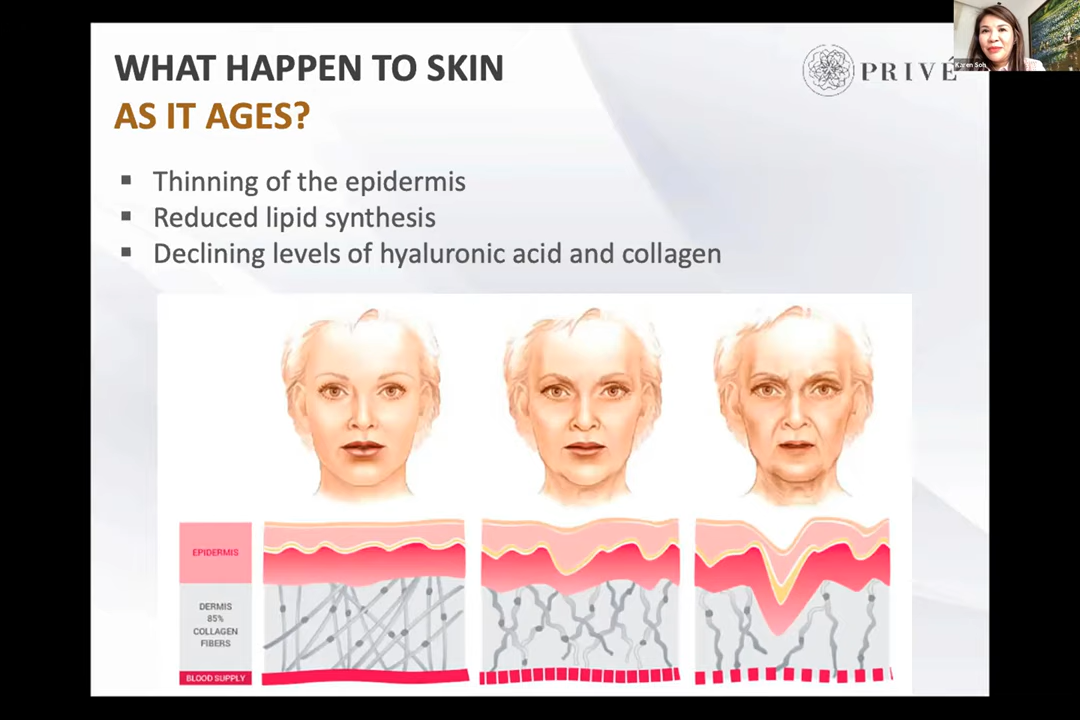 WHAT HAPPEN TO SKIN
AS IT AGES?
PRIVÉ
Karen Soh
▪ Thinning of the epidermis
▪ Reduced lipid synthesis
▪ Declining levels of hyaluronic acid and collagen
EPIDERMIS
DERMIS
85%
COLLAGEN
FIBERS
BLOOD SUPPLY